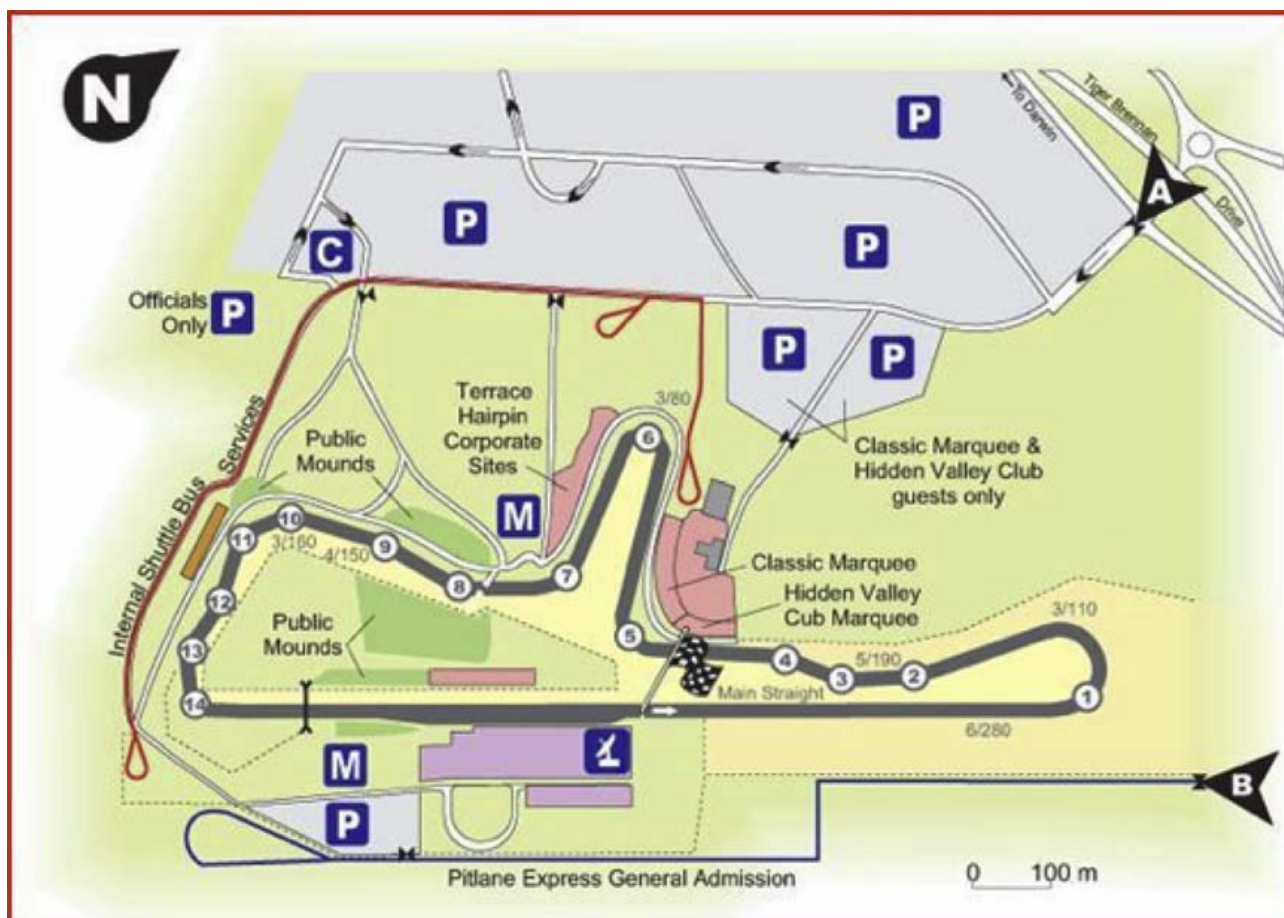 N
P
To Darwin
Tiger Brennan
Drive
A
P
P
C
Officials
Only
P
P
P
Terrace
Hairpin
Corporate
Sites
3/80
6
Classic Marquee &
Hidden Valley Club
guests only
Public
Mounds
Internal Shuttle Bus Services
M
11
10
3/160
4/150
9
8
7
Classic Marquee
Hidden Valley
Cub Marquee
12
13
14
Public
Mounds
5
4
3
5/190
2
3/110
1
Main Straight
6/280
M
P
B
Pitlane Express General Admission
0 100 m